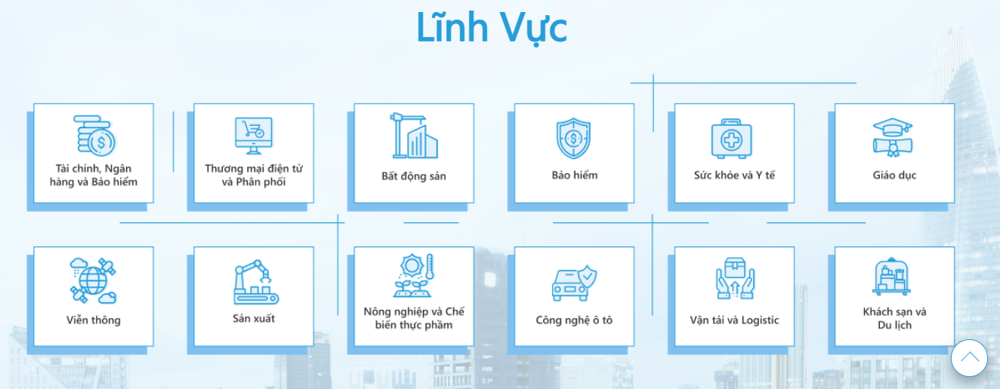 Lĩnh Vực
Tài chính, Ngân
hàng và Bảo hiểm
Thương mại điện tử
và Phân phối
Bất động sản
Bảo hiểm
Sức khỏe và Y tế
Giáo dục
Viễn thông
Sản xuất
Nông nghiệp và Chế
biến thực phầm
Công nghệ ô tô
Vận tải và Logistic
Khách sạn và
Du lịch